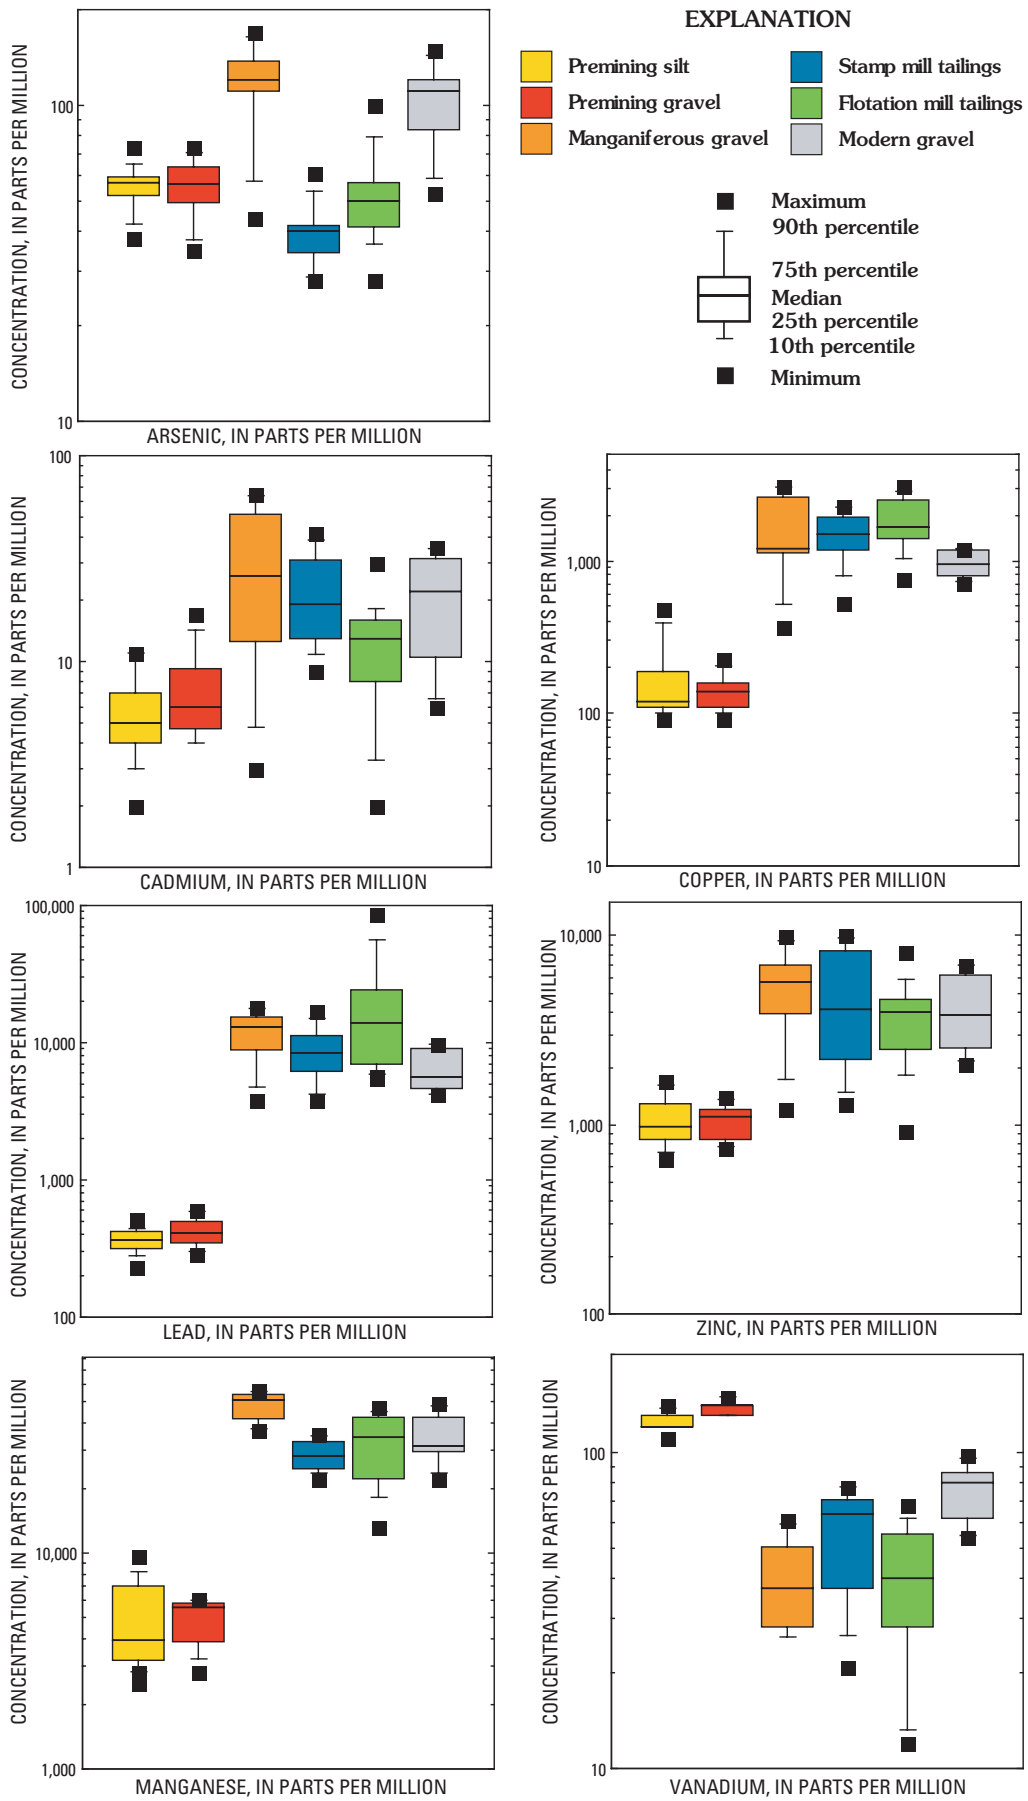 EXPLANATION
Premining silt
Premining gravel
Manganiferous gravel
Stamp mill tailings
Flotation mill tailings
Modern gravel
Maximum
90th percentile
75th percentile
Median
25th percentile
10th percentile
Minimum
CONCENTRATION, IN PARTS PER MILLION
100
10
ARSENIC, IN PARTS PER MILLION
CONCENTRATION, IN PARTS PER MILLION
100
10
1
CADMIUM, IN PARTS PER MILLION
CONCENTRATION, IN PARTS PER MILLION
1,000
100
10
COPPER, IN PARTS PER MILLION
CONCENTRATION, IN PARTS PER MILLION
100,000
10,000
1,000
100
LEAD, IN PARTS PER MILLION
CONCENTRATION, IN PARTS PER MILLION
10,000
1,000
100
ZINC, IN PARTS PER MILLION
CONCENTRATION, IN PARTS PER MILLION
10,000
1,000
MANGANESE, IN PARTS PER MILLION
CONCENTRATION, IN PARTS PER MILLION
100
10
VANADIUM, IN PARTS PER MILLION